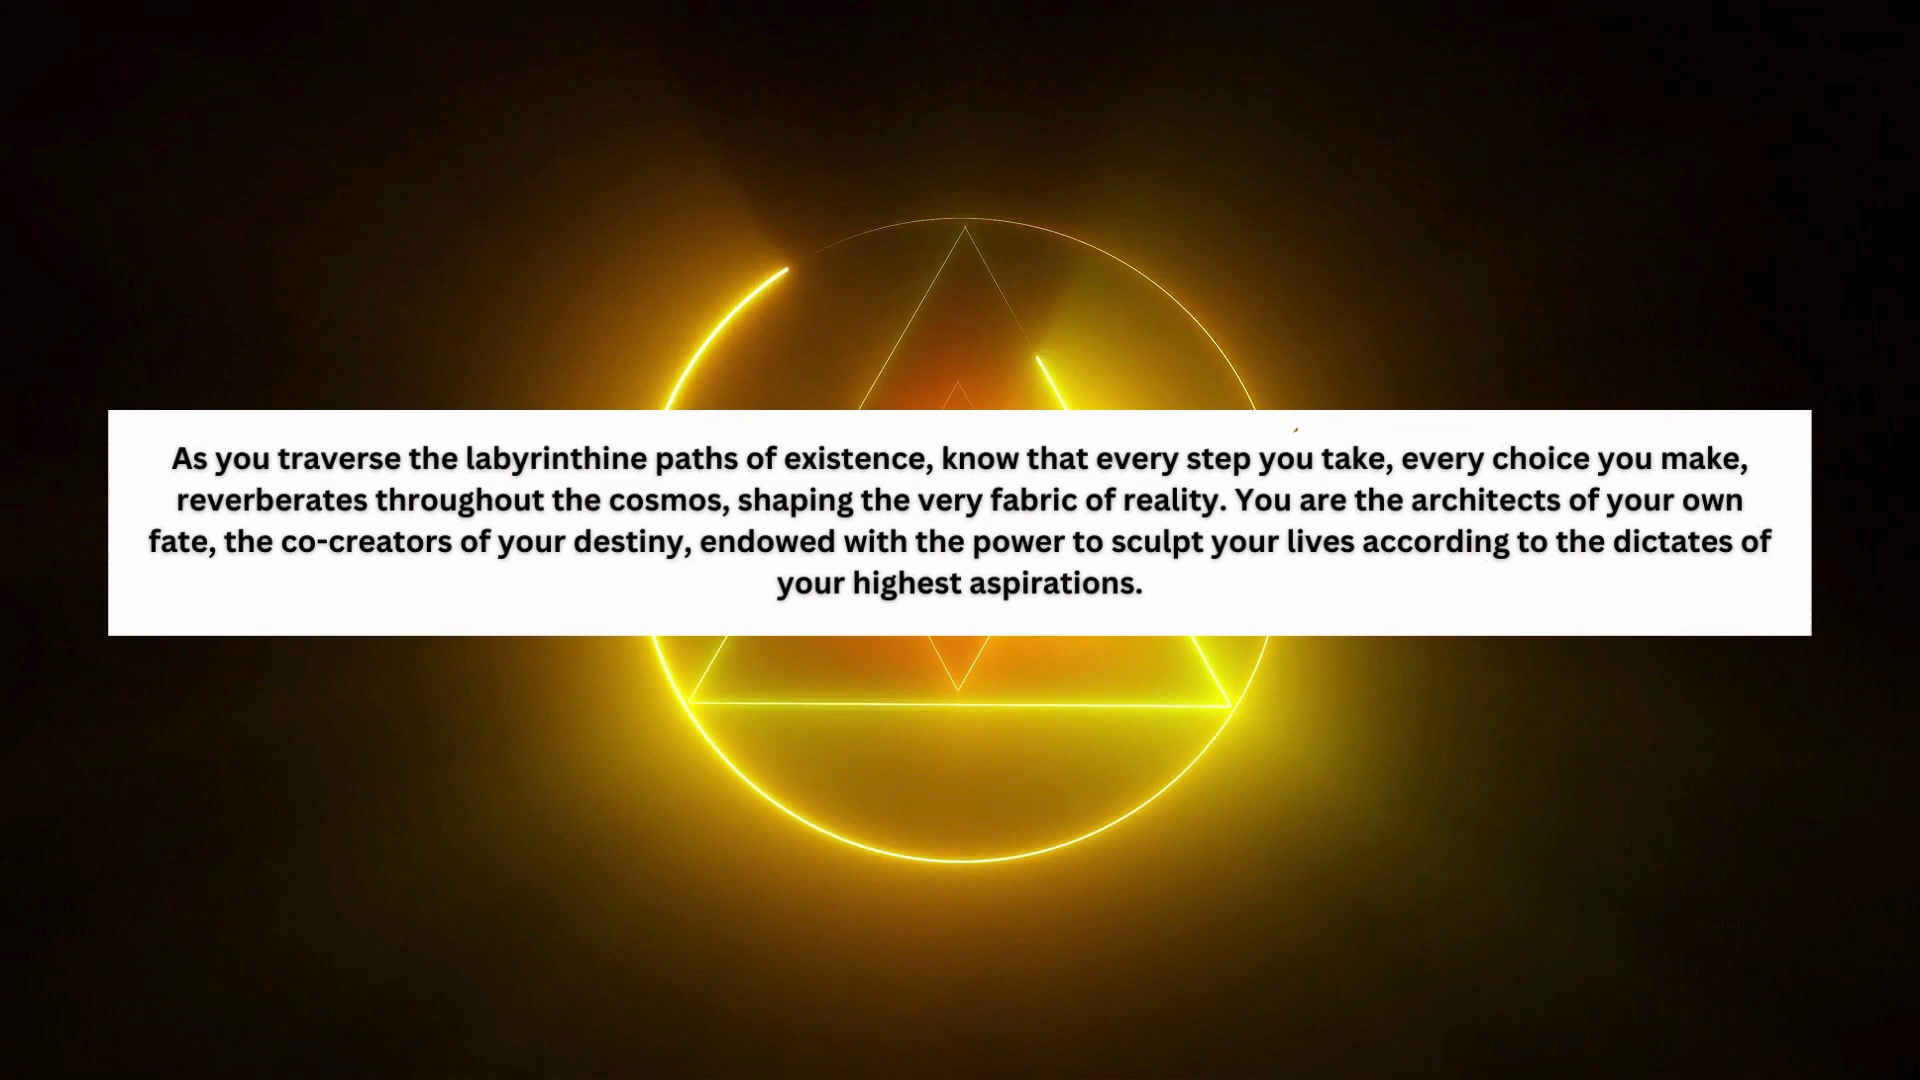 As you traverse the labyrinthine paths of existence, know that every step you take, every choice you make,
reverberates throughout the cosmos, shaping the very fabric of reality. You are the architects of your own
fate, the co-creators of your destiny, endowed with the power to sculpt your lives according to the dictates of
your highest aspirations.